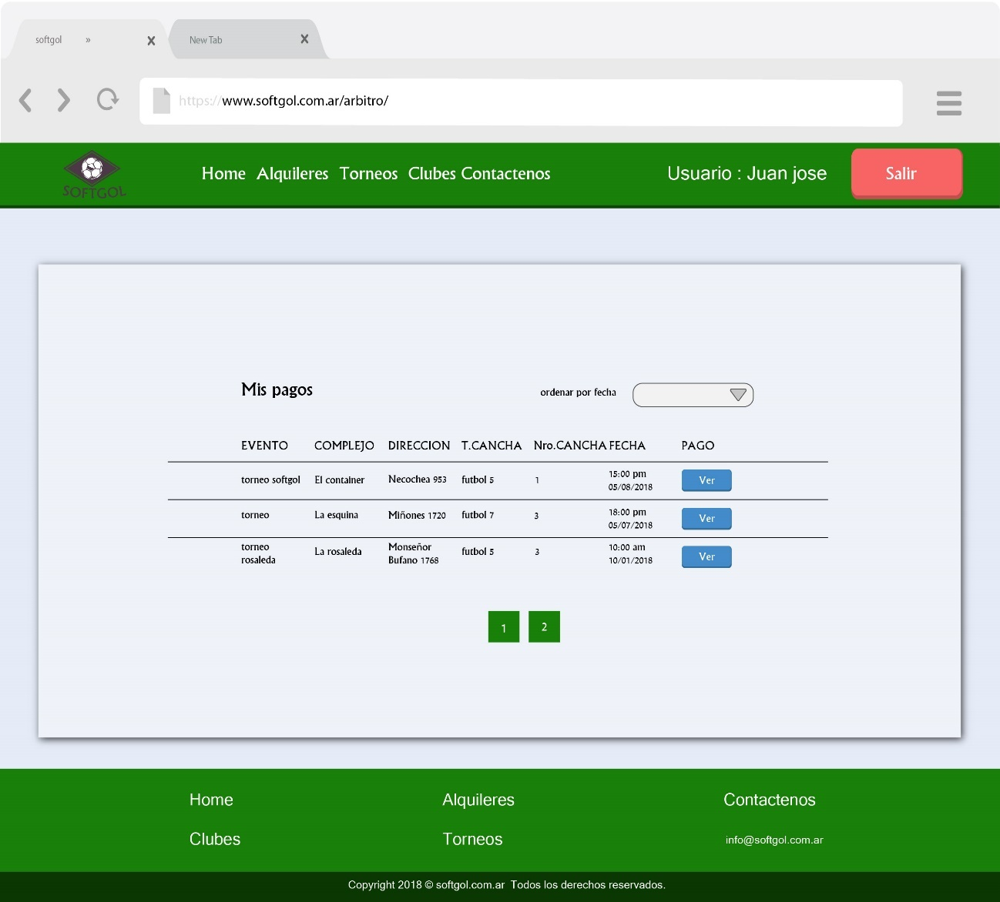 softgol » x New Tab x
https://www.softgol.com.ar/arbitro/
SOFTGOL Home Alquileres Torneos Clubes Contactenos Usuario : Juan jose Salir
Mis pagos ordenar por fecha
EVENTO COMPLEJO DIRECCION T.CANCHA Nro.CANCHA FECHA PAGO
torneo softgol El container Necochea 953 futbol 5 1 15:00 pm 05/08/2018 Ver
torneo La esquina Miñones 1720 futbol 7 3 18:00 pm 05/07/2018 Ver
torneo rosaleda La rosaleda Monseñor Bufano 1768 futbol 5 3 10:00 am 10/01/2018 Ver
1 2
Home Alquileres Contactenos
Clubes Torneos info@softgol.com.ar
Copyright 2018 © softgol.com.ar Todos los derechos reservados.